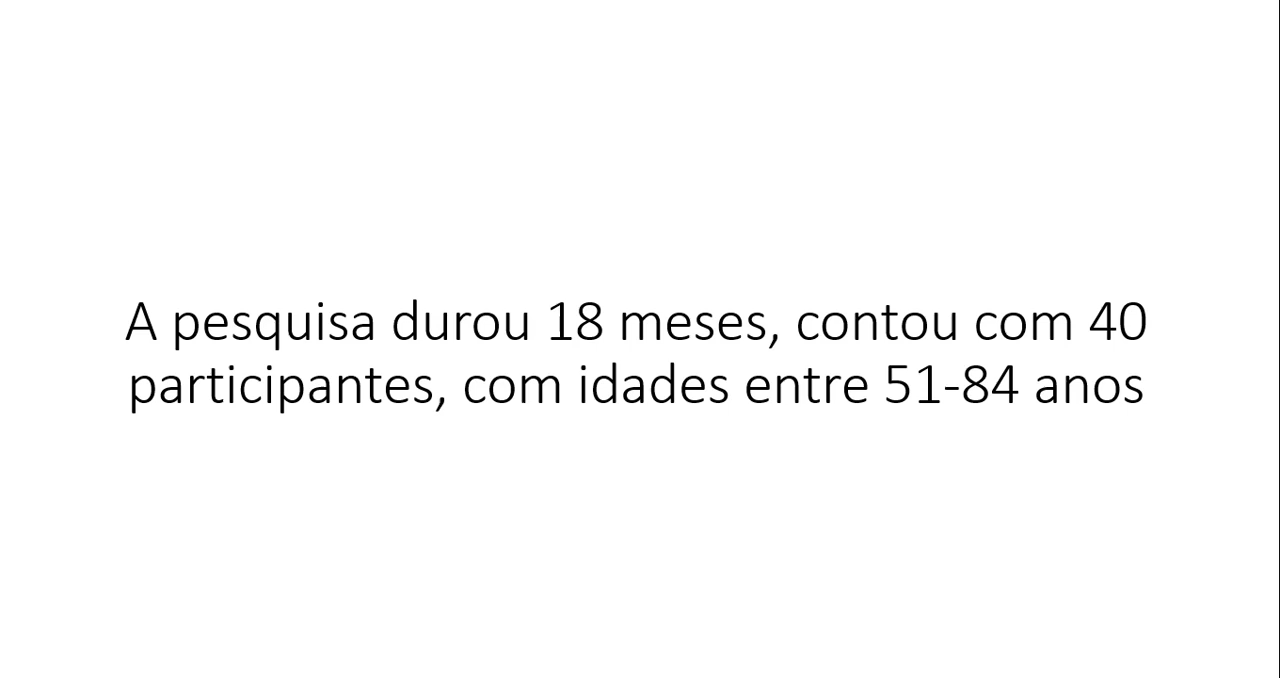 A pesquisa durou 18 meses, contou com 40
participantes, com idades entre 51-84 anos